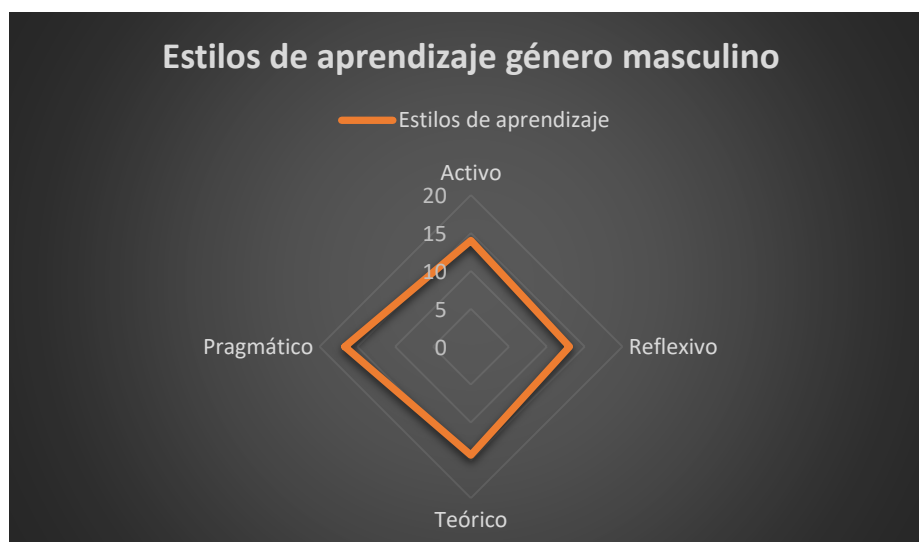 Estilos de aprendizaje género masculino
Estilos de aprendizaje
Activo
20
15
10
5
0
Pragmático
Reflexivo
Teórico